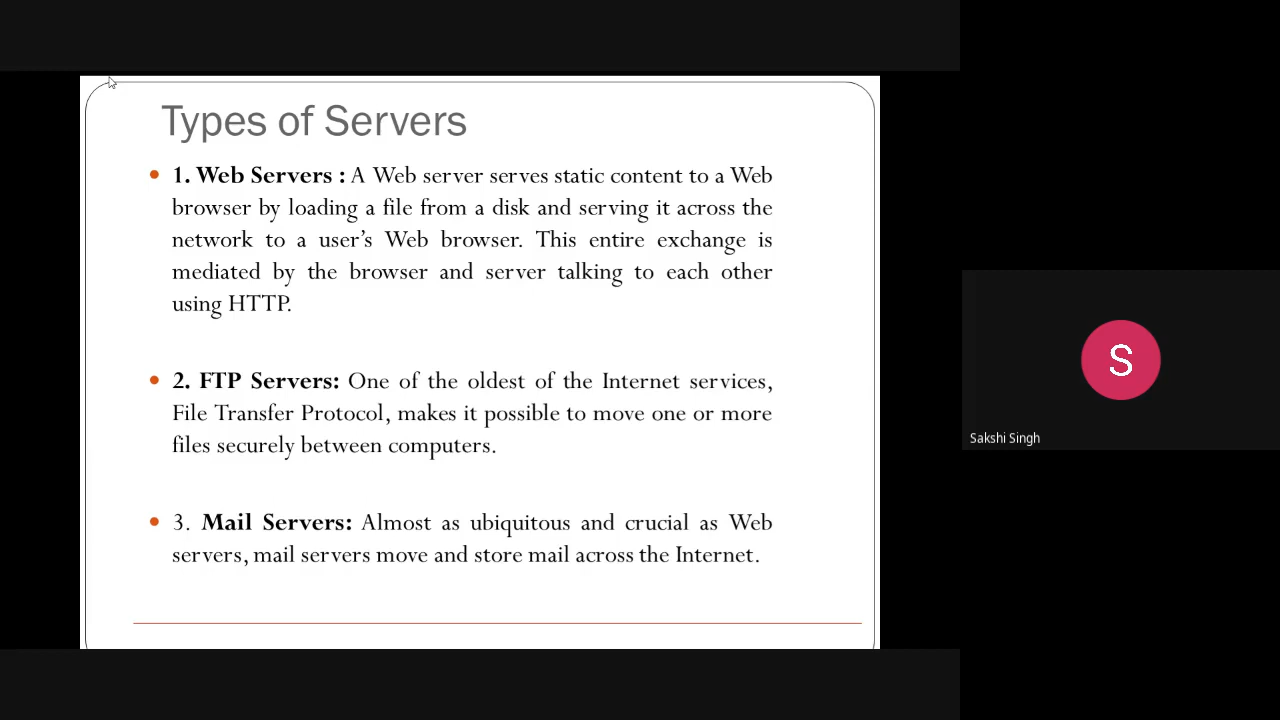 Types of Servers
• 1. Web Servers : A Web server serves static content to a Web
browser by loading a file from a disk and serving it across the
network to a user's Web browser. This entire exchange is
mediated by the browser and server talking to each other
using HTTP.
• 2. FTP Servers: One of the oldest of the Internet services,
File Transfer Protocol, makes it possible to move one or more
files securely between computers.
• 3. Mail Servers: Almost as ubiquitous and crucial as Web
servers, mail servers move and store mail across the Internet.
S
Sakshi Singh